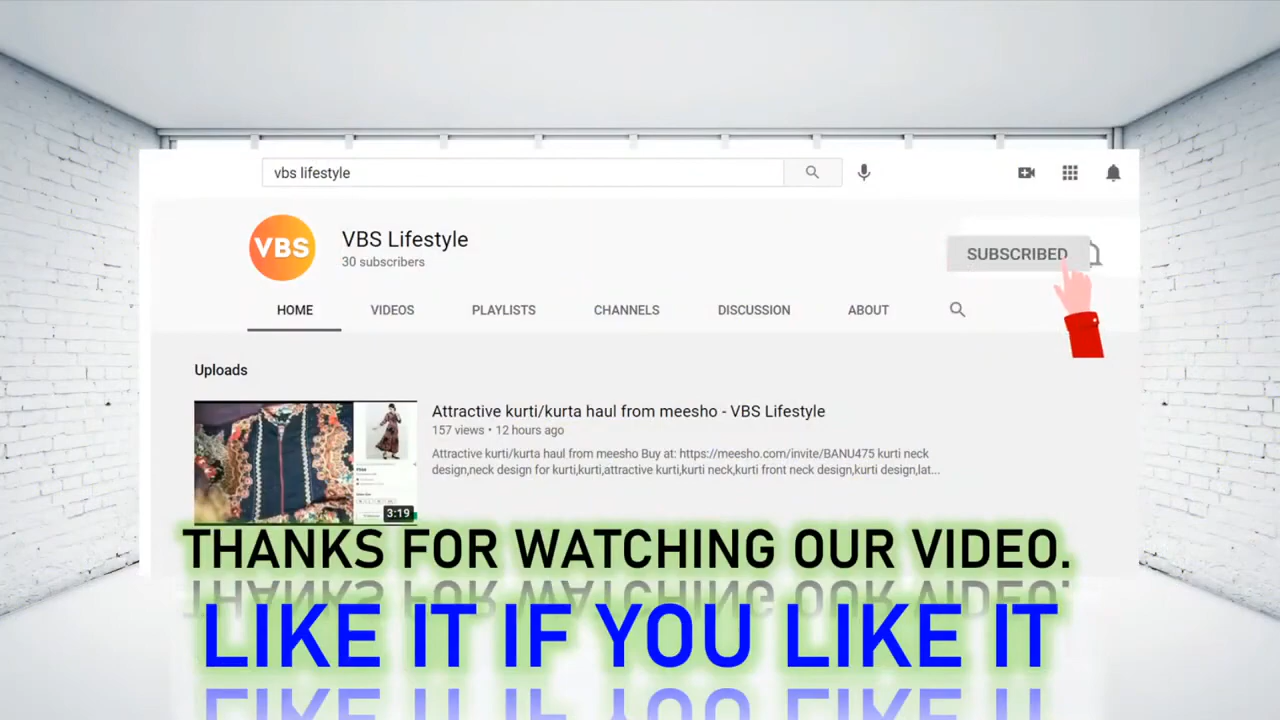 vbs lifestyle
VBS
VBS Lifestyle
30 subscribers
SUBSCRIBED
HOME VIDEOS PLAYLISTS CHANNELS DISCUSSION ABOUT
Uploads
Attractive kurti/kurta haul from meesho - VBS Lifestyle
157 views • 12 hours ago
Attractive kurti/kurta haul from meesho Buy at: https://meesho.com/invite/BANU475 kurti neck
design,neck design for kurti,kurti,attractive kurti,kurti neck,kurti front neck design,kurti design,lat...
3:19
THANKS FOR WATCHING OUR VIDEO.
LIKE IT IF YOU LIKE IT